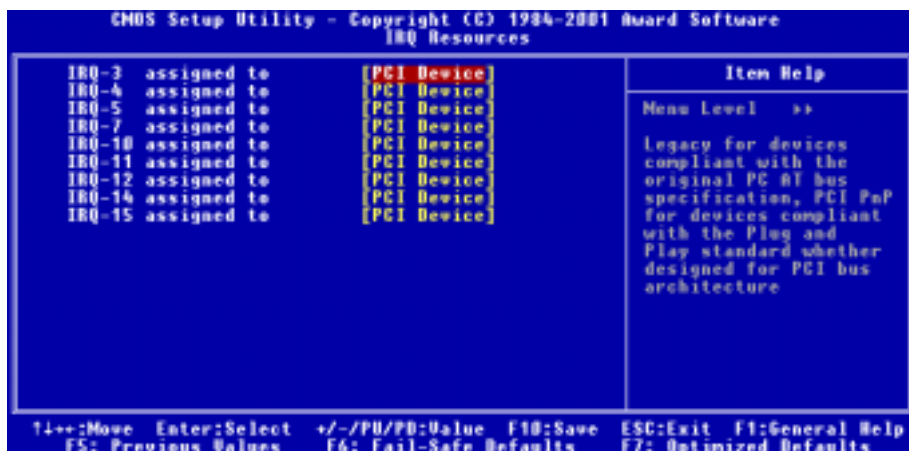 CMOS Setup Utility - Copyright (C) 1984-2001 Award Software
IRQ Resources
IRQ-3 assigned to [PCI Device]
IRQ-4 assigned to [PCI Device]
IRQ-5 assigned to [PCI Device]
IRQ-7 assigned to [PCI Device]
IRQ-10 assigned to [PCI Device]
IRQ-11 assigned to [PCI Device]
IRQ-12 assigned to [PCI Device]
IRQ-14 assigned to [PCI Device]
IRQ-15 assigned to [PCI Device]
Item Help
Menu Level ▸▸
Legacy for devices
compliant with the
original PC AT bus
specification, PCI PnP
for devices compliant
with the Plug and
Play standard whether
designed for PCI bus
architecture
↑↓→←:Move Enter:Select +/-/PU/PD:Value F10:Save ESC:Exit F1:General Help
F5: Previous Values F6: Fail-Safe Defaults F7: Optimized Defaults